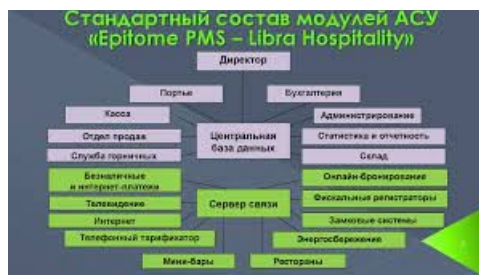 Стандартный состав модулей АСУ
«Epitome PMS – Libra Hospitality»
Директор
Портье
Бухгалтерия
Касса
Администрирование
Отдел продаж
Центральная
база данных
Статистика и отчетность
Служба горничных
Склад
Безналичные
и интернет-платежи
Онлайн-бронирование
Телевидение
Сервер связи
Фискальные регистраторы
Интернет
Замковые системы
Телефонный тарификатор
Энергосбережение
Мини-бары
Рестораны